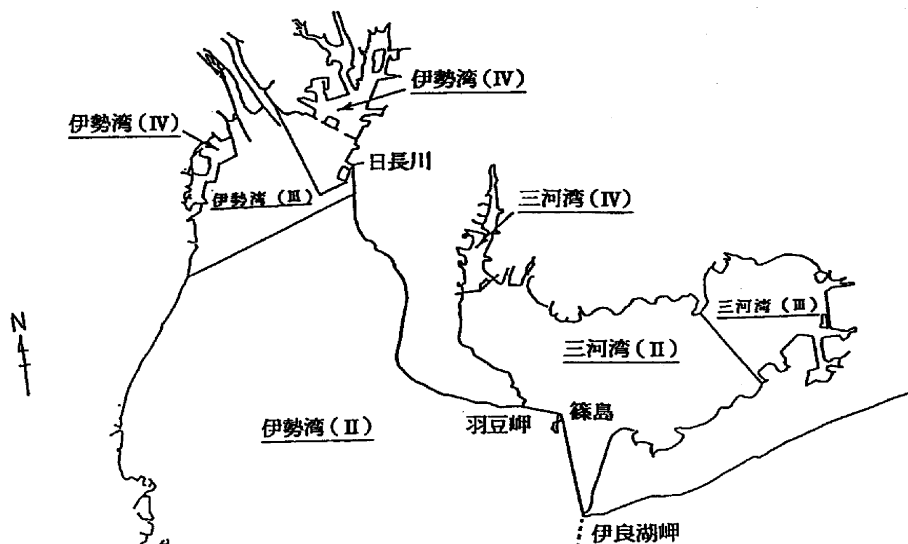 伊勢湾(Ⅳ)
伊勢湾(Ⅳ)
日長川
伊勢湾(Ⅲ)
三河湾(Ⅳ)
三河湾(Ⅲ)
N
三河湾(Ⅱ)
伊勢湾(Ⅱ)
羽豆岬
篠島
伊良湖岬